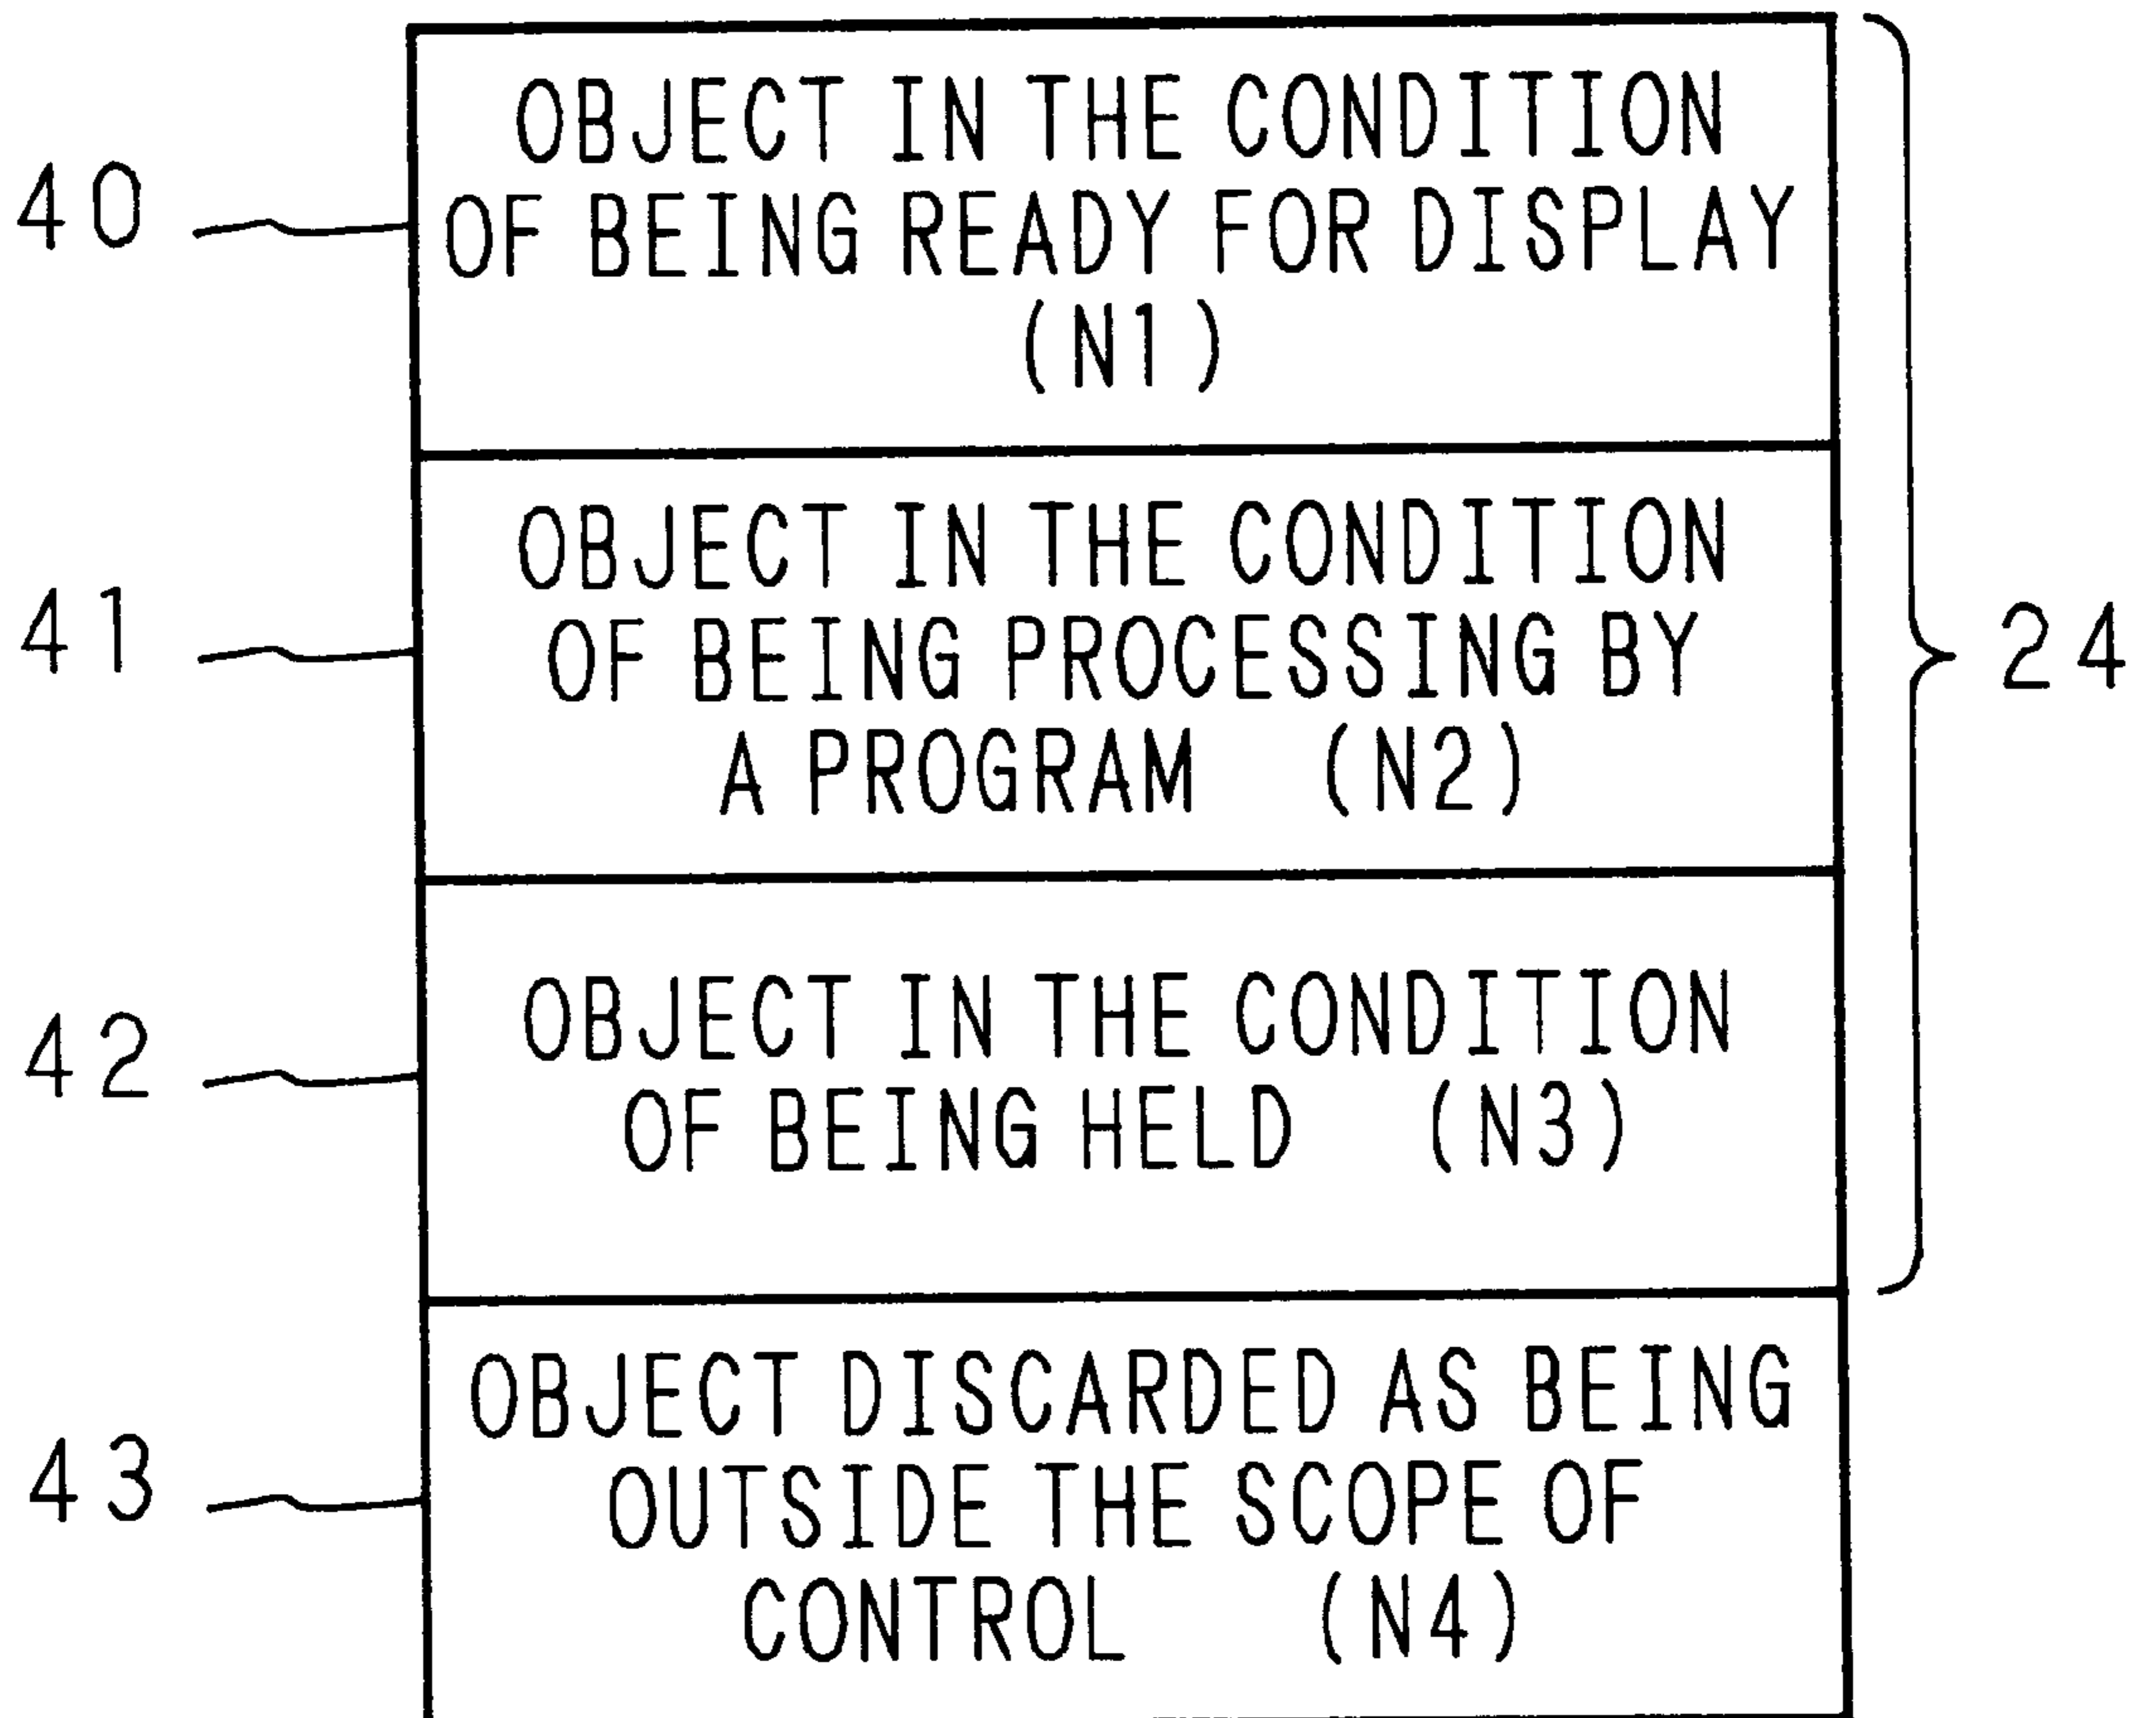 OBJECT IN THE CONDITION
40
OF BEING READY FOR DISPLAY
(N1)
OBJECT IN THE CONDITION
41
OF BEING PROCESSING BY
24
A PROGRAM (N2)
OBJECT IN THE CONDITION
42
OF BEING HELD (N3)
OBJECT DISCARDED AS BEING
43
OUTSIDE THE SCOPE OF
CONTROL (N4)